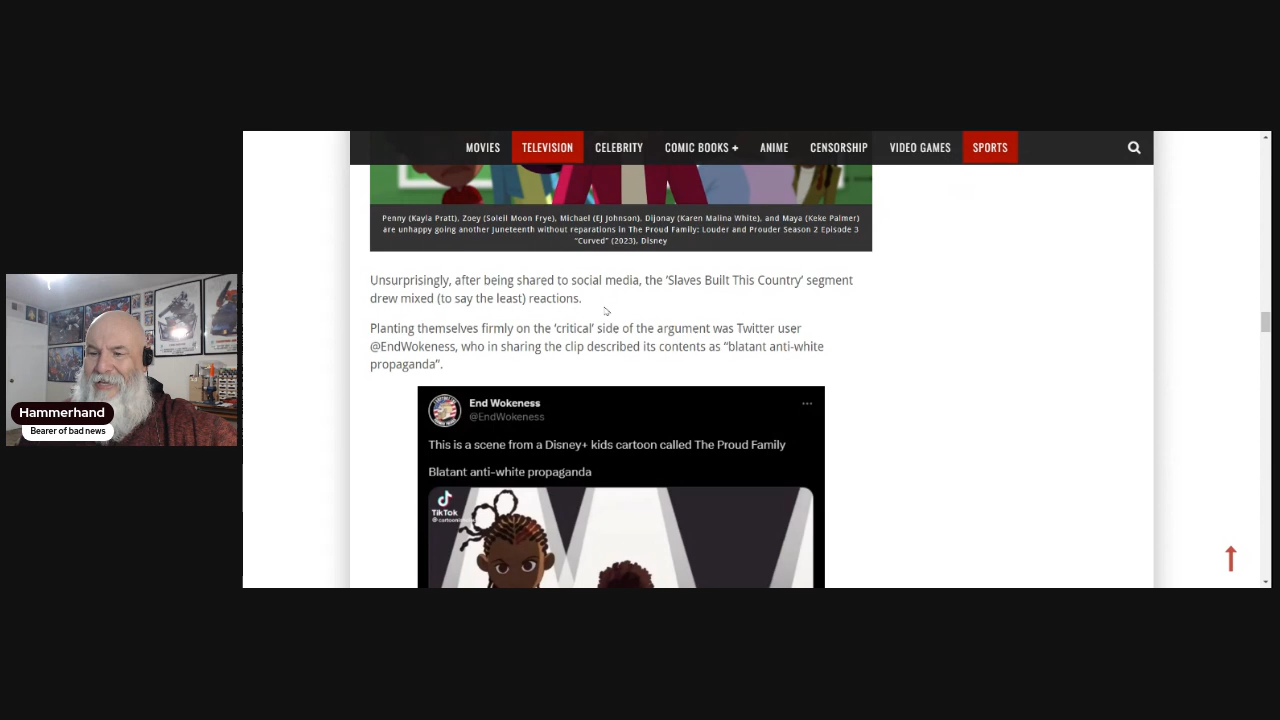 MOVIES TELEVISION CELEBRITY COMIC BOOKS + ANIME CENSORSHIP VIDEO GAMES SPORTS
Penny (Kayla Pratt), Zoey (Soleil Moon Frye), Michael (EJ Johnson), Dijonay (Karen Malina White), and Maya (Keke Palmer)
are unhappy going another Juneteenth without reparations in The Proud Family: Louder and Prouder Season 2 Episode 3
"Curved" (2023), Disney
Unsurprisingly, after being shared to social media, the ‘Slaves Built This Country’ segment
drew mixed (to say the least) reactions.
Planting themselves firmly on the ‘critical’ side of the argument was Twitter user
@EndWokeness, who in sharing the clip described its contents as “blatant anti-white
propaganda”.
End Wokeness
@EndWokeness
This is a scene from a Disney+ kids cartoon called The Proud Family
Blatant anti-white propaganda
TikTok
Hammerhand
Bearer of bad news